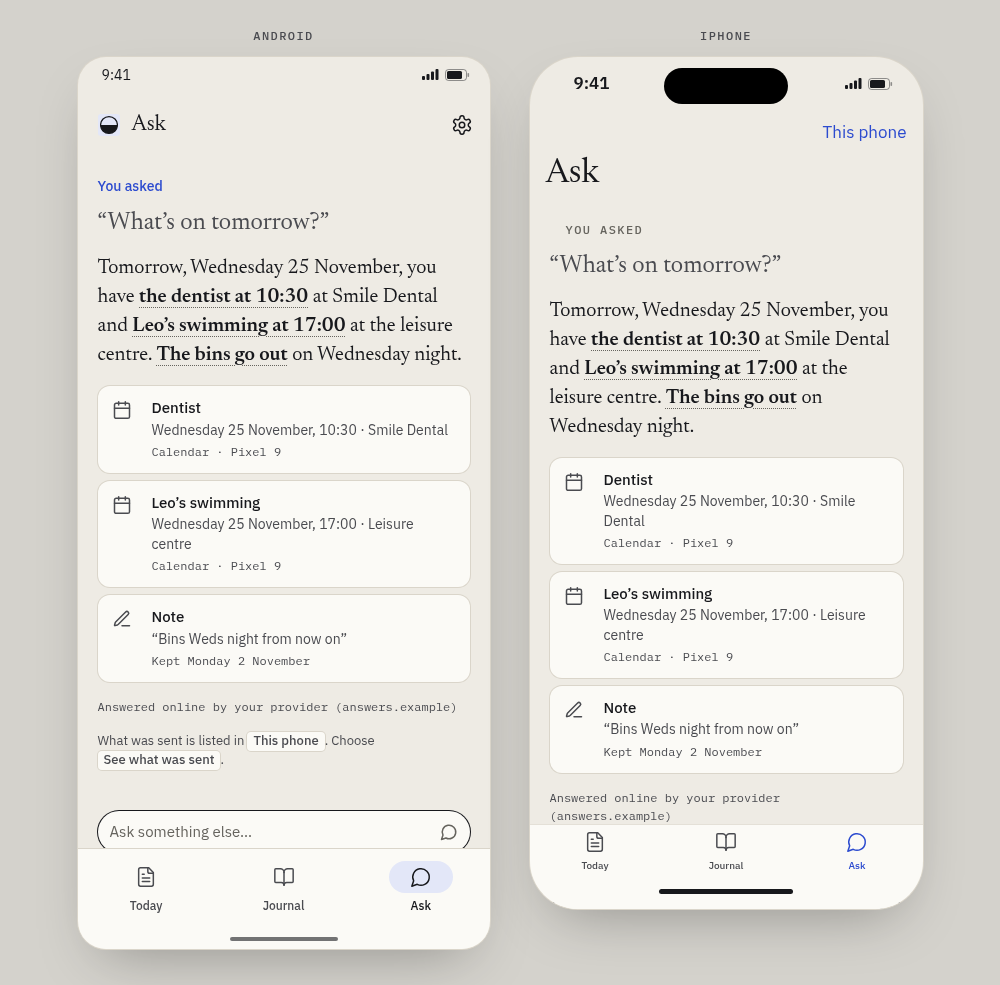 ANDROID
9:41
Ask
You asked
“What’s on tomorrow?”
Tomorrow, Wednesday 25 November, you
have the dentist at 10:30 at Smile Dental
and Leo’s swimming at 17:00 at the leisure
centre. The bins go out on Wednesday night.
Dentist
Wednesday 25 November, 10:30 · Smile Dental
Calendar · Pixel 9
Leo’s swimming
Wednesday 25 November, 17:00 · Leisure
centre
Calendar · Pixel 9
Note
“Bins Weds night from now on”
Kept Monday 2 November
Answered online by your provider (answers.example)
What was sent is listed in This phone. Choose
See what was sent.
Ask something else...
Today
Journal
Ask
IPHONE
9:41
This phone
Ask
YOU ASKED
“What’s on tomorrow?”
Tomorrow, Wednesday 25 November, you
have the dentist at 10:30 at Smile Dental
and Leo’s swimming at 17:00 at the
leisure centre. The bins go out on
Wednesday night.
Dentist
Wednesday 25 November, 10:30 · Smile
Dental
Calendar · Pixel 9
Leo’s swimming
Wednesday 25 November, 17:00 · Leisure
centre
Calendar · Pixel 9
Note
“Bins Weds night from now on”
Kept Monday 2 November
Answered online by your provider
(answers.example)
Today
Journal
Ask